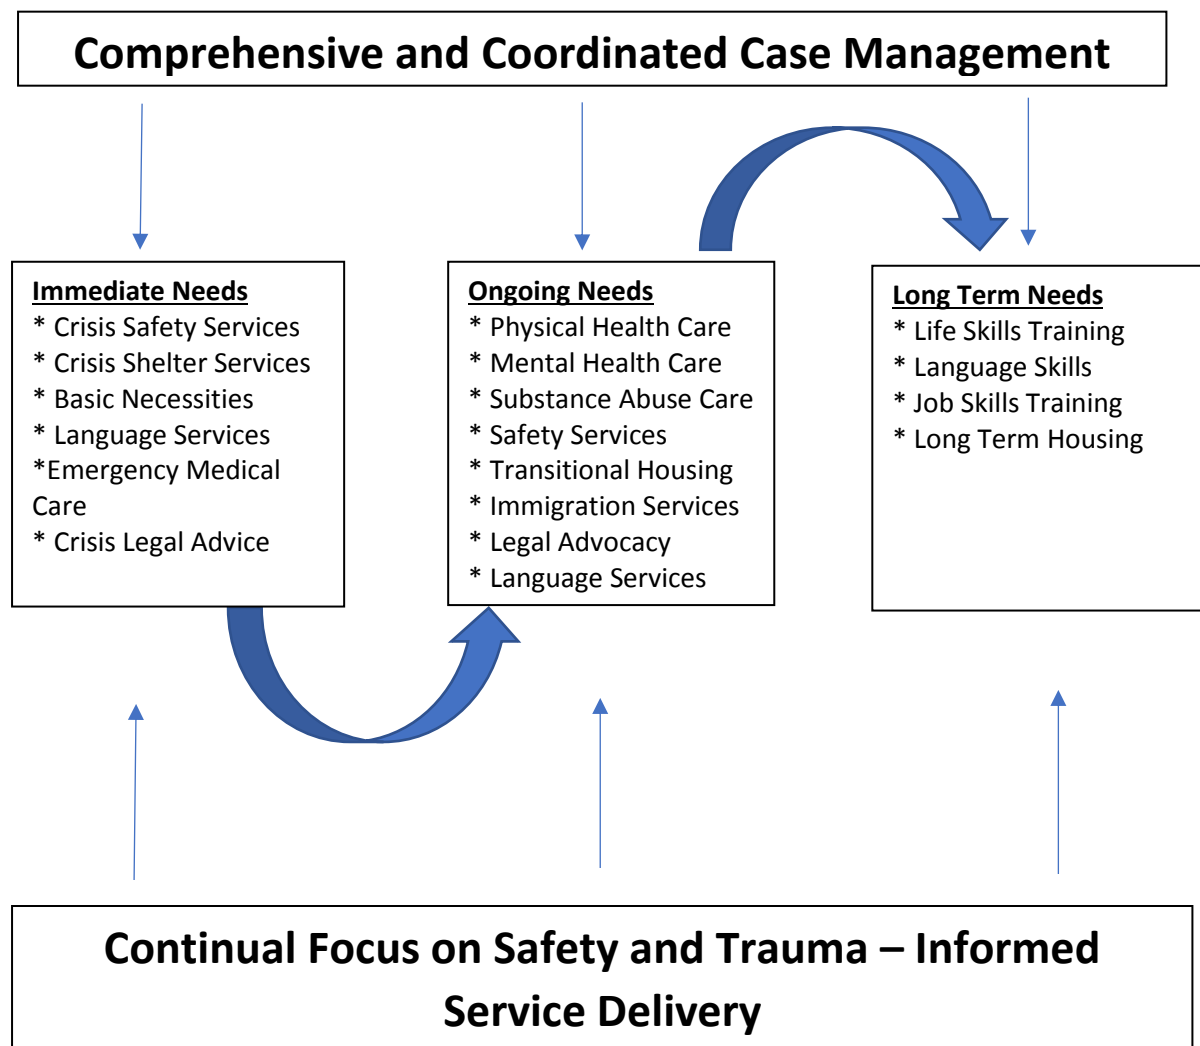 Comprehensive and Coordinated Case Management
Immediate Needs
* Crisis Safety Services
* Crisis Shelter Services
* Basic Necessities
* Language Services
*Emergency Medical
Care
* Crisis Legal Advice
Ongoing Needs
* Physical Health Care
* Mental Health Care
* Substance Abuse Care
* Safety Services
* Transitional Housing
* Immigration Services
* Legal Advocacy
* Language Services
Long Term Needs
* Life Skills Training
* Language Skills
* Job Skills Training
* Long Term Housing
Continual Focus on Safety and Trauma – Informed
Service Delivery